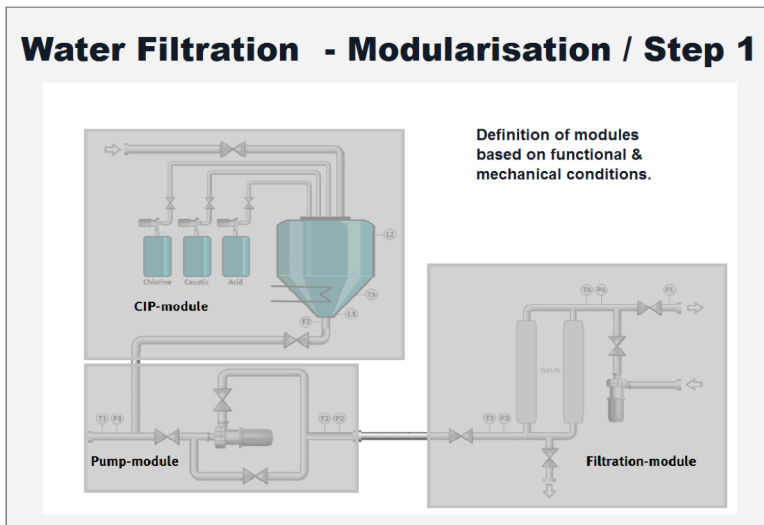 Water Filtration - Modularisation / Step 1
Definition of modules
based on functional &
mechanical conditions.
L2
Chlorine
Caustic
Acid
TS
L1
F2
CIP-module
T6
P4
F1
T1
P1
T2
P2
T3
P3
Pump-module
Filtration-module